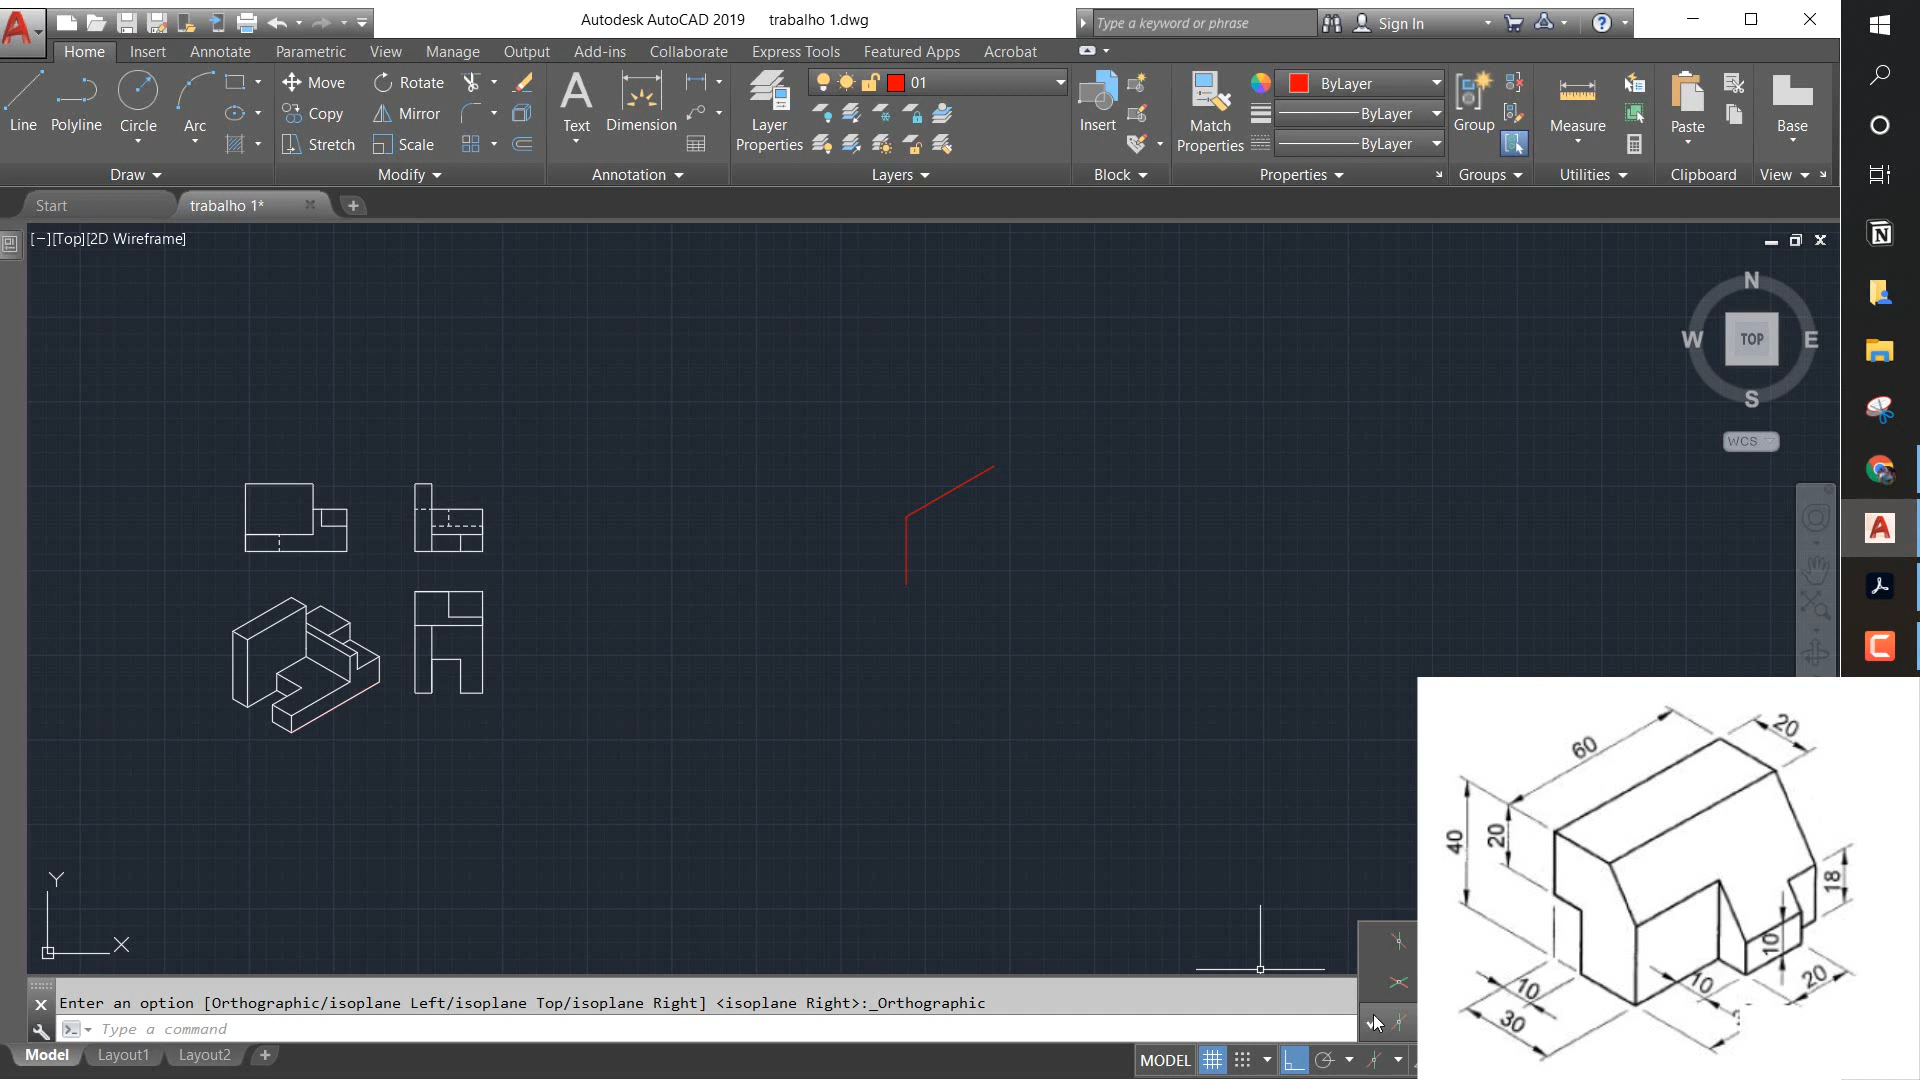 Autodesk AutoCAD 2019 trabalho 1.dwg
Type a keyword or phrase
Sign In
Home Insert Annotate Parametric View Manage Output Add-ins Collaborate Express Tools Featured Apps Acrobat
Line Polyline Circle Arc
Move Rotate
Copy Mirror
Stretch Scale
Text Dimension
Layer Properties
01
Insert
Match Properties
ByLayer
ByLayer
ByLayer
Group
Measure
Paste
Base
Draw Modify Annotation Layers Block Properties Groups Utilities Clipboard View
Start trabalho 1*
[−][Top][2D Wireframe]
N
W TOP E
S
WCS
Y
X
60
20
40
20
18
10
10
10
20
30
Enter an option [Orthographic/isoplane Left/isoplane Top/isoplane Right] <isoplane Right>:_Orthographic
Type a command
Model Layout1 Layout2
MODEL